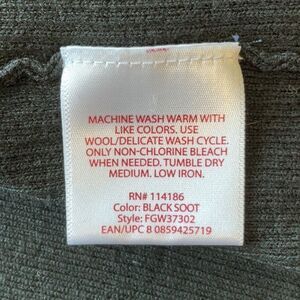 MACHINE WASH WARM WITH
LIKE COLORS. USE
WOOL/DELICATE WASH CYCLE.
ONLY NON-CHLORINE BLEACH
WHEN NEEDED. TUMBLE DRY
MEDIUM. LOW IRON.
RN# 114186
Color: BLACK SOOT
Style: FGW37302
EAN/UPC 8 0859425719